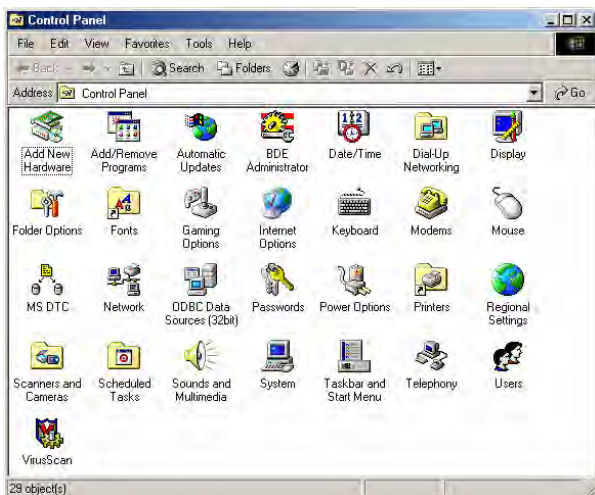 Control Panel
File Edit View Favorites Tools Help
Back Search Folders
Address Control Panel Go
Add New Hardware
Add/Remove Programs
Automatic Updates
BDE Administrator
Date/Time
Dial-Up Networking
Display
Folder Options
Fonts
Gaming Options
Internet Options
Keyboard
Modems
Mouse
MS DTC
Network
ODBC Data Sources (32bit)
Passwords
Power Options
Printers
Regional Settings
Scanners and Cameras
Scheduled Tasks
Sounds and Multimedia
System
Taskbar and Start Menu
Telephony
Users
VirusScan
29 object(s)